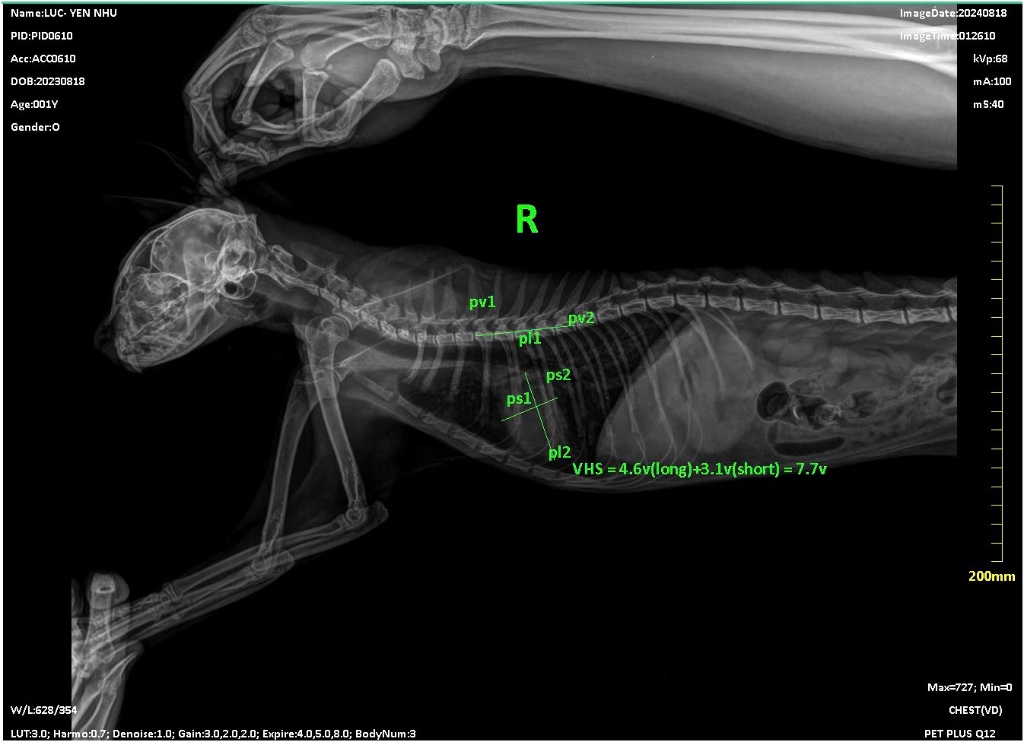 Name:LUC- YEN NHU
PID:PID0610
Acc:ACC0610
DOB:20230818
Age:001Y
Gender:O
ImageDate:20240818
ImageTime:012610
kVp:68
mA:100
mS:40
R
pv1
pv2
pl1
ps2
ps1
pl2
VHS = 4.6v(long)+3.1v(short) = 7.7v
200mm
Max=727; Min=0
W/L:628/354
CHEST(VD)
LUT:3.0; Harmo:0.7; Denoise:1.0; Gain:3.0,2.0,2.0; Expire:4.0,5.0,8.0; BodyNum:3
PET PLUS Q12